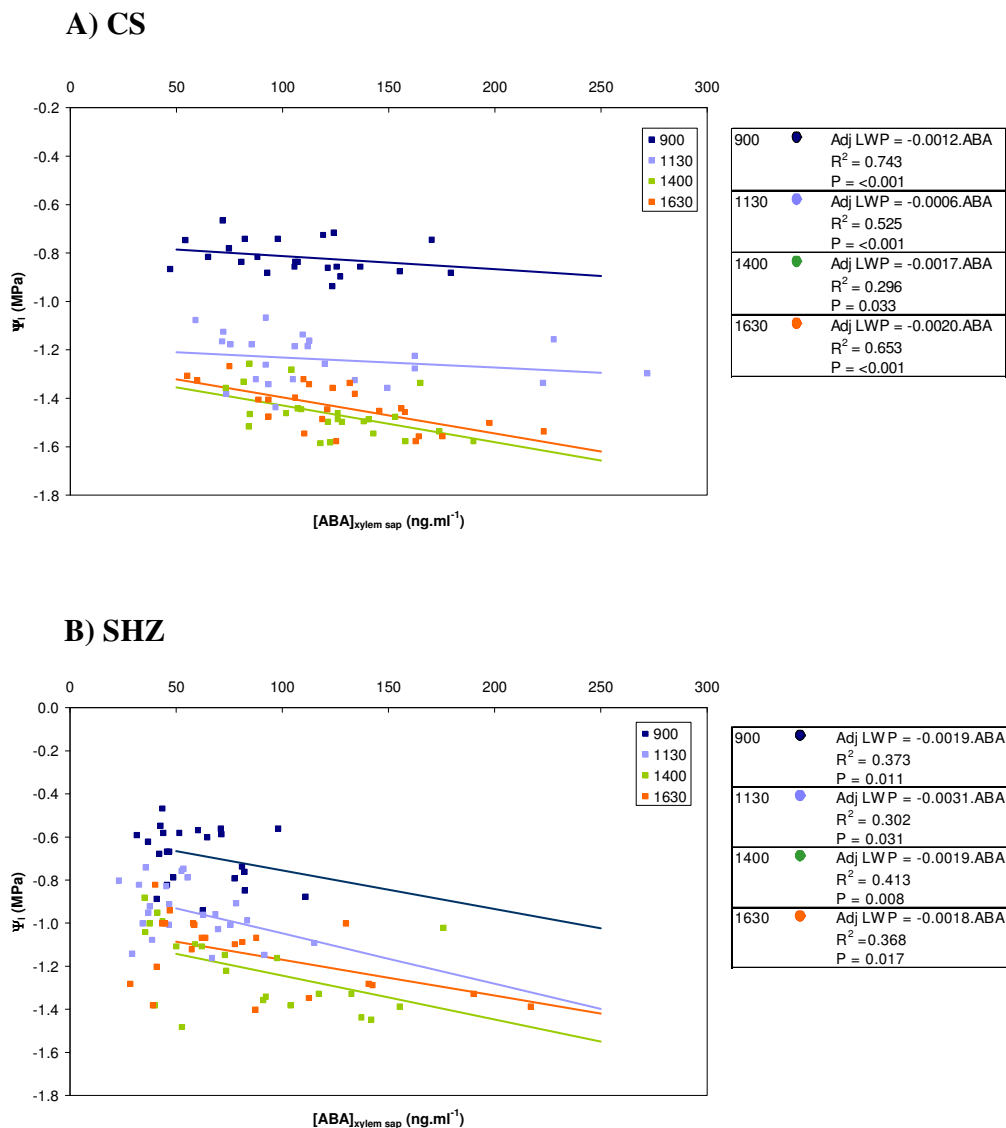 A) CS
0 50 100 150 200 250 300
-0.2
-0.4
-0.6
-0.8
-1.0
-1.2
-1.4
-1.6
-1.8
Ψl (MPa)
900
1130
1400
1630
[ABA]xylem sap (ng.ml-1)
900 Adj LWP = -0.0012.ABA
R2 = 0.743
P = <0.001
1130 Adj LWP = -0.0006.ABA
R2 = 0.525
P = <0.001
1400 Adj LWP = -0.0017.ABA
R2 = 0.296
P = 0.033
1630 Adj LWP = -0.0020.ABA
R2 = 0.653
P = <0.001
B) SHZ
0 50 100 150 200 250 300
0.0
-0.2
-0.4
-0.6
-0.8
-1.0
-1.2
-1.4
-1.6
-1.8
Ψl (MPa)
900
1130
1400
1630
[ABA]xylem sap (ng.ml-1)
900 Adj LWP = -0.0019.ABA
R2 = 0.373
P = 0.011
1130 Adj LWP = -0.0031.ABA
R2 = 0.302
P = 0.031
1400 Adj LWP = -0.0019.ABA
R2 = 0.413
P = 0.008
1630 Adj LWP = -0.0018.ABA
R2 =0.368
P = 0.017